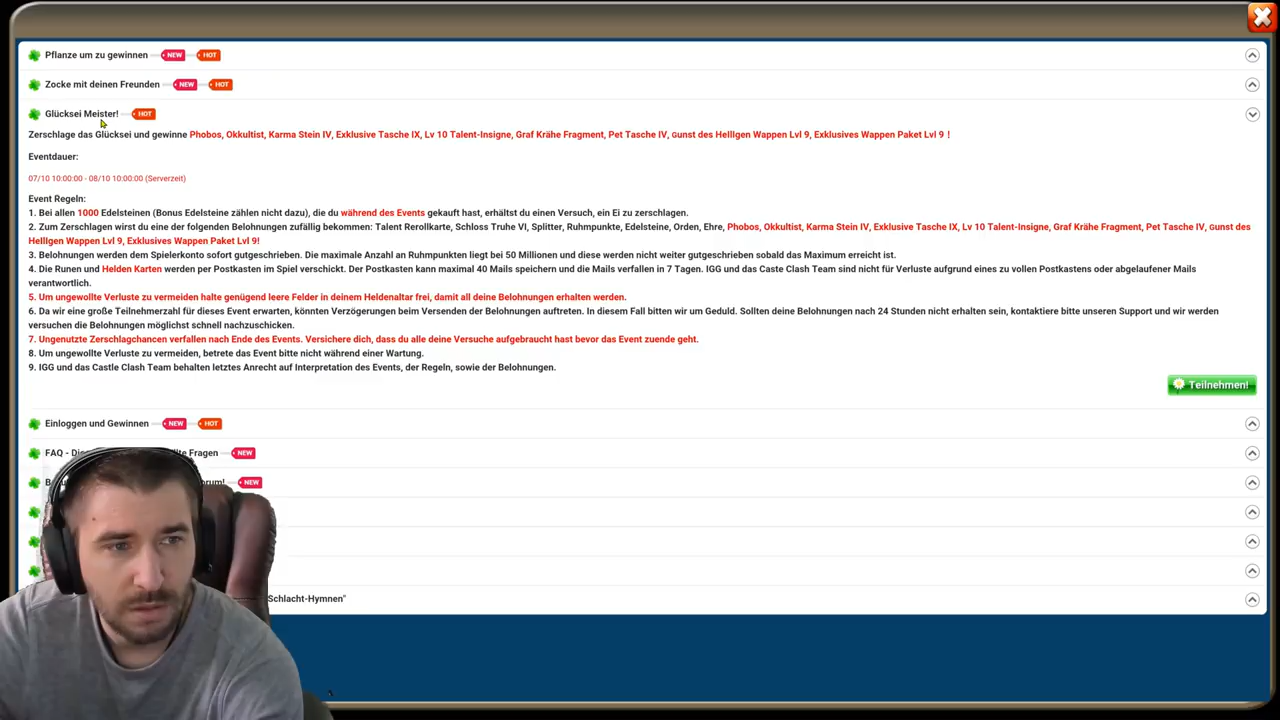 Pflanze um zu gewinnen NEW HOT
Zocke mit deinen Freunden NEW HOT
Glücksei Meister! HOT
Zerschlage das Glücksei und gewinne Phobos, Okkultist, Karma Stein IV, Exklusive Tasche IX, Lv 10 Talent-Insigne, Graf Krähe Fragment, Pet Tasche IV, Gunst des HeIlIgen Wappen Lvl 9, Exklusives Wappen Paket Lvl 9 !
Eventdauer:
07/10 10:00:00 - 08/10 10:00:00 (Serverzeit)
Event Regeln:
1. Bei allen 1000 Edelsteinen (Bonus Edelsteine zählen nicht dazu), die du während des Events gekauft hast, erhältst du einen Versuch, ein Ei zu zerschlagen.
2. Zum Zerschlagen wirst du eine der folgenden Belohnungen zufällig bekommen: Talent Rerollkarte, Schloss Truhe VI, Splitter, Ruhmpunkte, Edelsteine, Orden, Ehre, Phobos, Okkultist, Karma Stein IV, Exklusive Tasche IX, Lv 10 Talent-Insigne, Graf Krähe Fragment, Pet Tasche IV, Gunst des
HeIlIgen Wappen Lvl 9, Exklusives Wappen Paket Lvl 9!
3. Belohnungen werden dem Spielerkonto sofort gutgeschrieben. Die maximale Anzahl an Ruhmpunkten liegt bei 50 Millionen und diese werden nicht weiter gutgeschrieben sobald das Maximum erreicht ist.
4. Die Runen und Helden Karten werden per Postkasten im Spiel verschickt. Der Postkasten kann maximal 40 Mails speichern und die Mails verfallen in 7 Tagen. IGG und das Caste Clash Team sind nicht für Verluste aufgrund eines zu vollen Postkastens oder abgelaufener Mails
verantwortlich.
5. Um ungewollte Verluste zu vermeiden halte genügend leere Felder in deinem Heldenaltar frei, damit all deine Belohnungen erhalten werden.
6. Da wir eine große Teilnehmerzahl für dieses Event erwarten, könnten Verzögerungen beim Versenden der Belohnungen auftreten. In diesem Fall bitten wir um Geduld. Sollten deine Belohnungen nach 24 Stunden nicht erhalten sein, kontaktiere bitte unseren Support und wir werden
versuchen die Belohnungen möglichst schnell nachzuschicken.
7. Ungenutzte Zerschlagchancen verfallen nach Ende des Events. Versichere dich, dass du alle deine Versuche aufgebraucht hast bevor das Event zuende geht.
8. Um ungewollte Verluste zu vermeiden, betrete das Event bitte nicht während einer Wartung.
9. IGG und das Castle Clash Team behalten letztes Anrecht auf Interpretation des Events, der Regeln, sowie der Belohnungen.
Teilnehmen!
Einloggen und Gewinnen NEW HOT
FAQ - Fragen NEW
NEW
Schlacht-Hymnen"